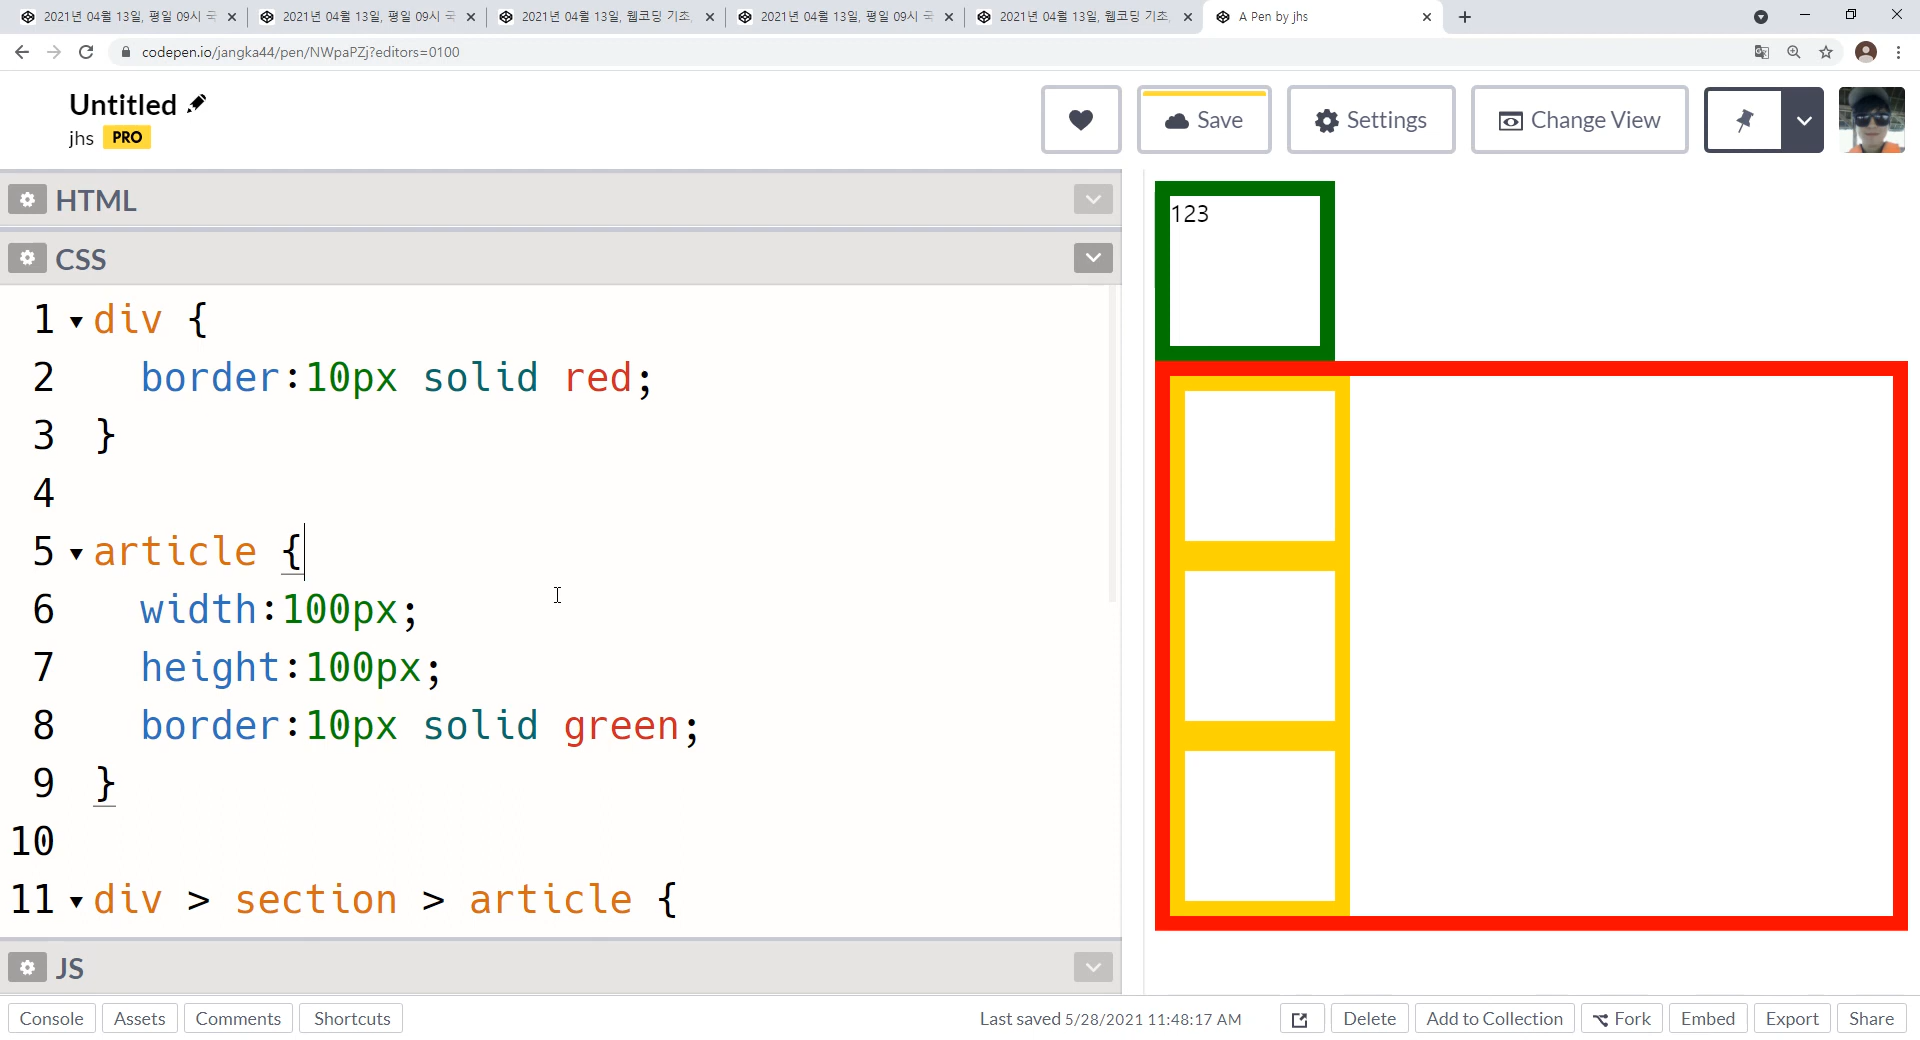 2021년 04월 13일, 평일 09시 국
2021년 04월 13일, 평일 09시 국
2021년 04월 13일, 웹코딩 기초,
2021년 04월 13일, 평일 09시 국
2021년 04월 13일, 웹코딩 기초,
A Pen by jhs
codepen.io/jangka44/pen/NWpaPZj?editors=0100
Untitled
jhs PRO
Save
Settings
Change View
HTML
CSS
1 div {
2 border:10px solid red;
3 }
4
5 article {
6 width:100px;
7 height:100px;
8 border:10px solid green;
9 }
10
11 div > section > article {
JS
123
Console Assets Comments Shortcuts
Last saved 5/28/2021 11:48:17 AM
Delete Add to Collection Fork Embed Export Share